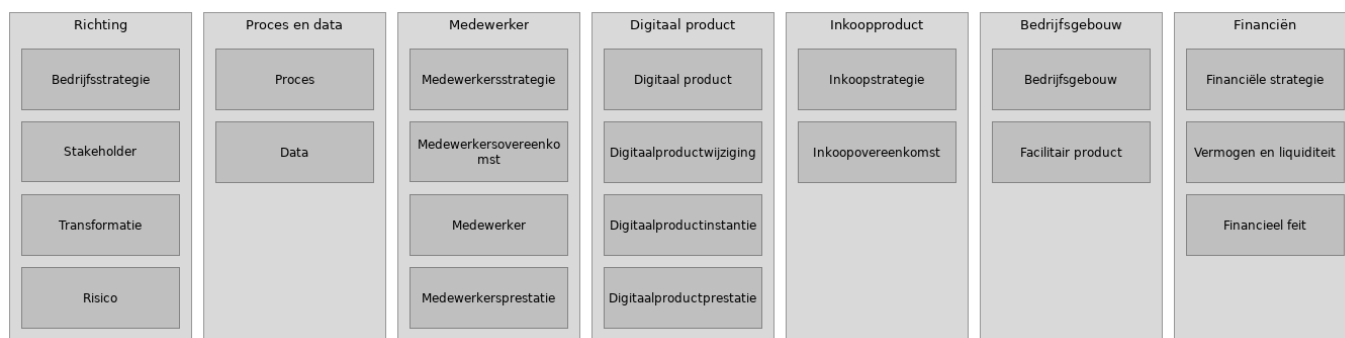 Richting
Bedrijfsstrategie
Stakeholder
Transformatie
Risico
Proces en data
Proces
Data
Medewerker
Medewerkersstrategie
Medewerkersovereenko
mst
Medewerker
Medewerkersprestatie
Digitaal product
Digitaal product
Digitaalproductwijziging
Digitaalproductinstantie
Digitaalproductprestatie
Inkoopproduct
Inkoopstrategie
Inkoopovereenkomst
Bedrijfsgebouw
Bedrijfsgebouw
Facilitair product
Financiën
Financiële strategie
Vermogen en liquiditeit
Financieel feit